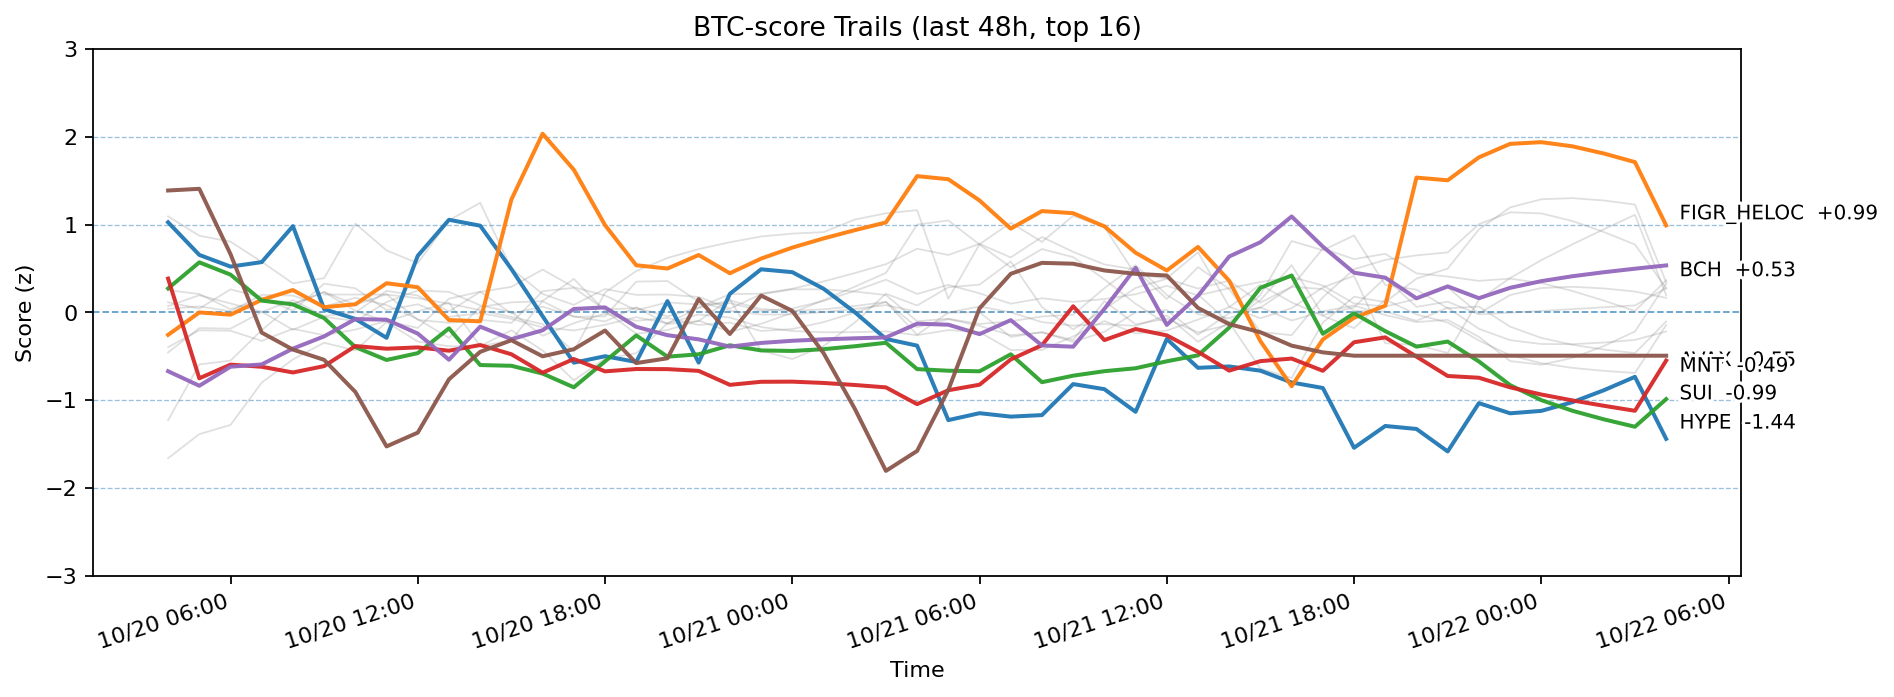 BTC-score Trails (last 48h, top 16)
Score (z)
3
2
1
0
−1
−2
−3
FIGR_HELOC +0.99
BCH +0.53
MNT -0.49
SUI -0.99
HYPE -1.44
10/20 06:00
10/20 12:00
10/20 18:00
10/21 00:00
10/21 06:00
10/21 12:00
10/21 18:00
10/22 00:00
10/22 06:00
Time